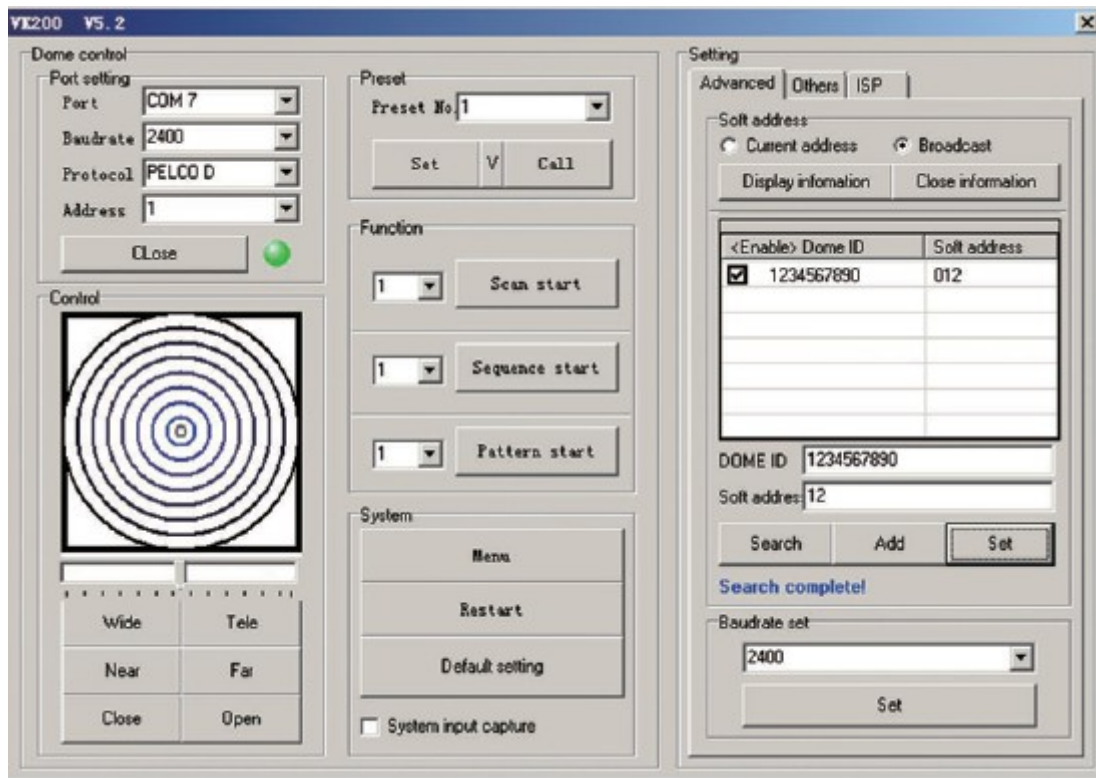 VK200 V5.2
Dome control
Port setting
Port COM 7
Baudrate 2400
Protocol PELCO D
Address 1
CLose
Control
Wide Tele
Near Far
Close Open
Preset
Preset No. 1
Set V Call
Function
1 Scan start
1 Sequence start
1 Pattern start
System
Menu
Restart
Default setting
System input capture
Setting
Advanced Others ISP
Soft address
Current address Broadcast
Display infomation Close information
<Enable> Dome ID Soft address
1234567890 012
DOME ID 1234567890
Soft addres 12
Search Add Set
Search complete!
Baudrate set
2400
Set